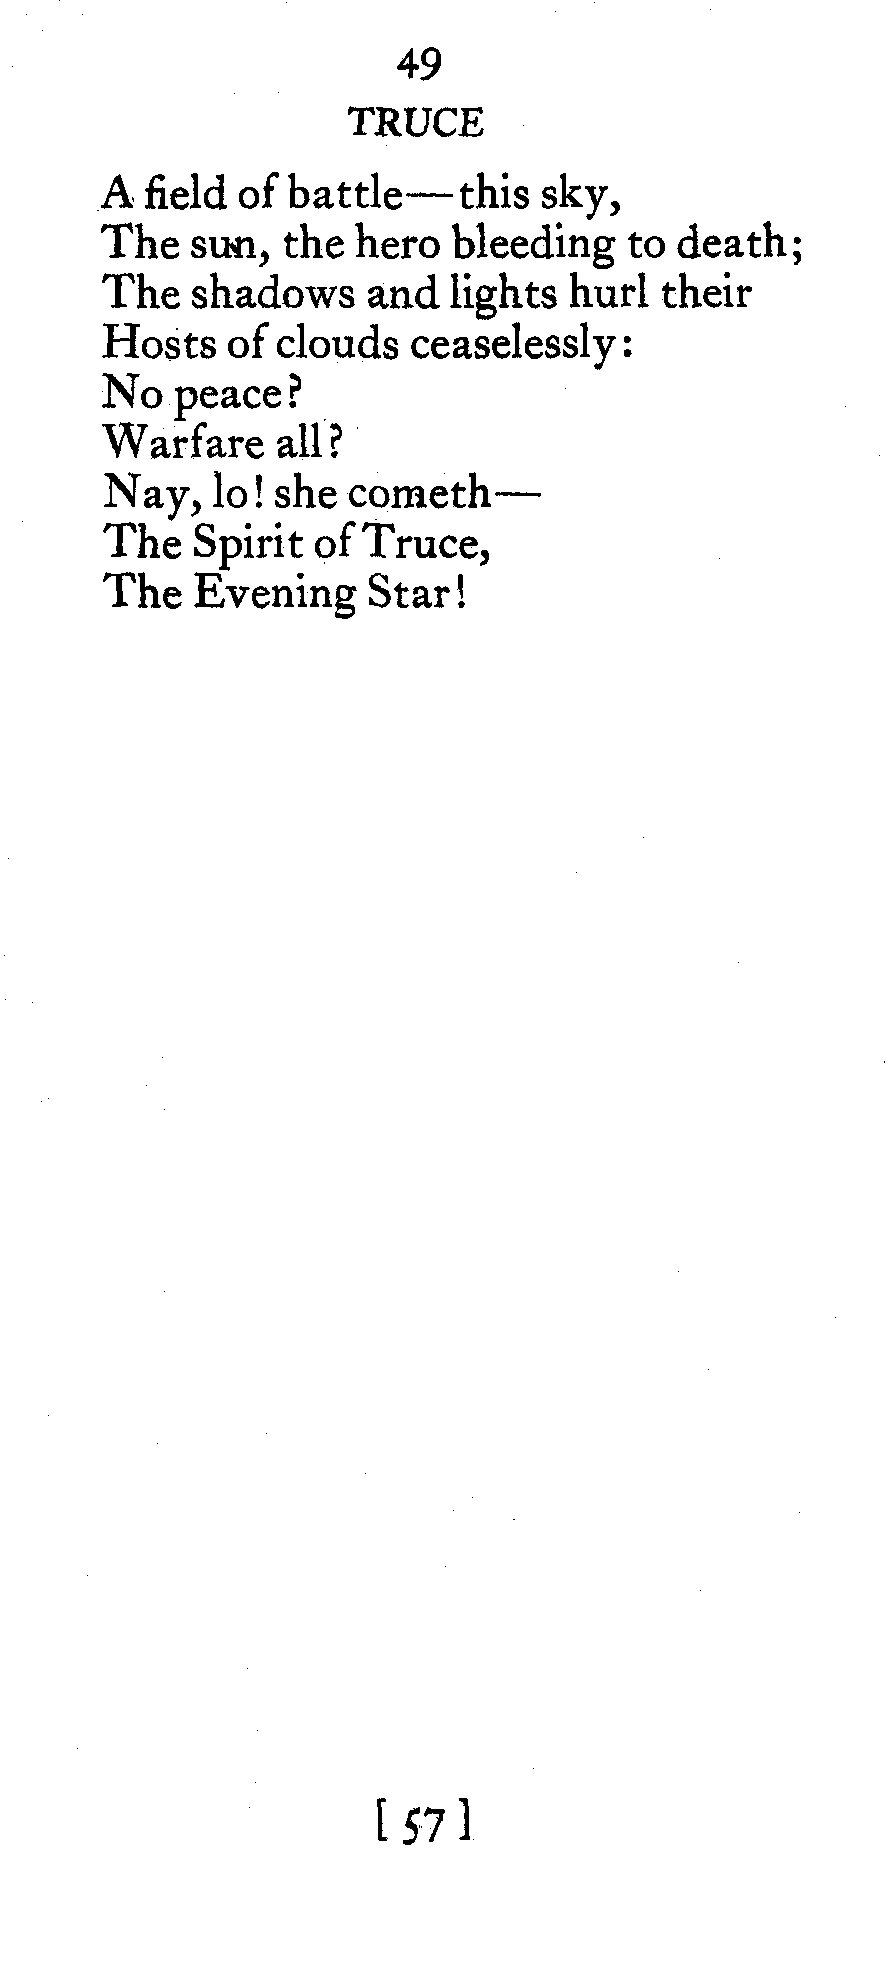 49
TRUCE
A field of battle—this sky,
The sun, the hero bleeding to death;
The shadows and lights hurl their
Hosts of clouds ceaselessly:
No peace?
Warfare all?
Nay, lo! she cometh—
The Spirit of Truce,
The Evening Star!
[ 57 ]